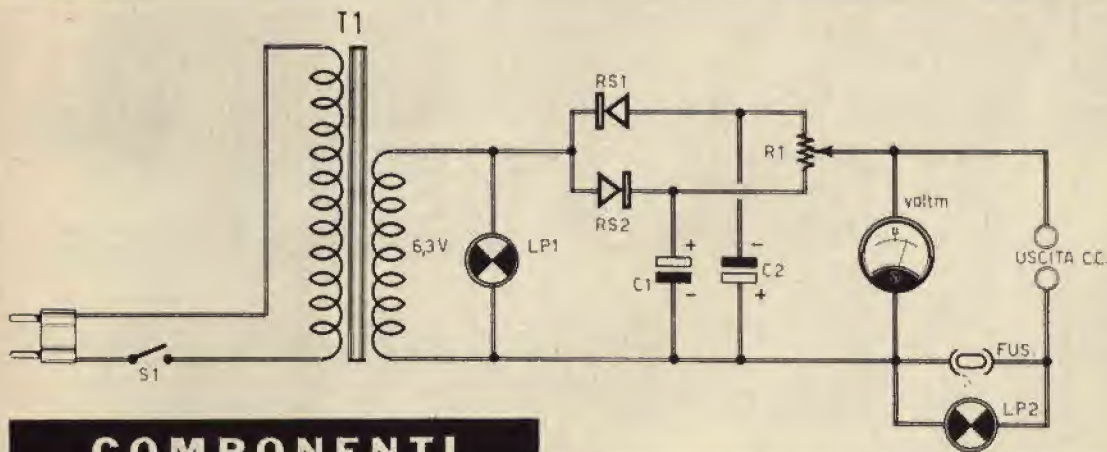 T1
RS1
R1
voltm
RS2
6,3V
LP1
USCITA C.C.
+
-
C1
C2
-
+
S1
FUS.
LP2
COMPONENTI